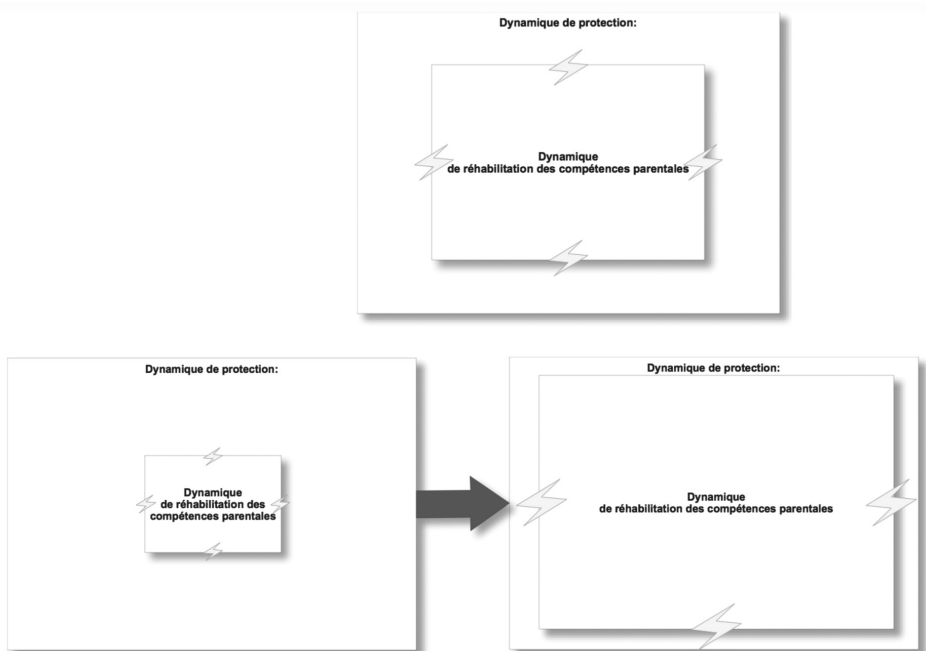 Dynamique de protection:
Dynamique
de réhabilitation des compétences parentales
Dynamique de protection:
Dynamique
de réhabilitation des
compétences parentales
Dynamique de protection:
Dynamique
de réhabilitation des compétences parentales